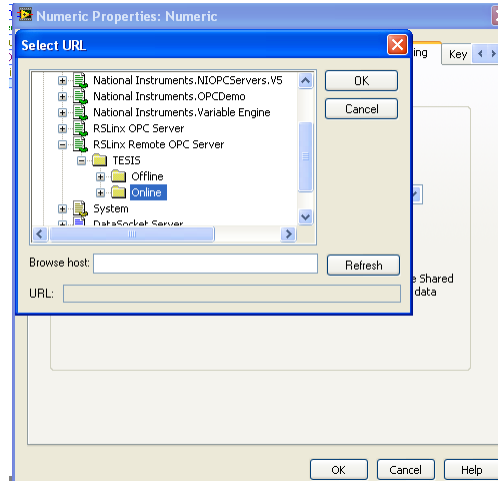 Numeric Properties: Numeric
Select URL
ing
Key
National Instruments.NIOPCServers.V5
OK
National Instruments.OPCDemo
Cancel
National Instruments.Variable Engine
RSLinx OPC Server
RSLinx Remote OPC Server
TESIS
Offline
Online
System
DataSocket Server
Browse host:
Refresh
e Shared
URL:
data
OK
Cancel
Help